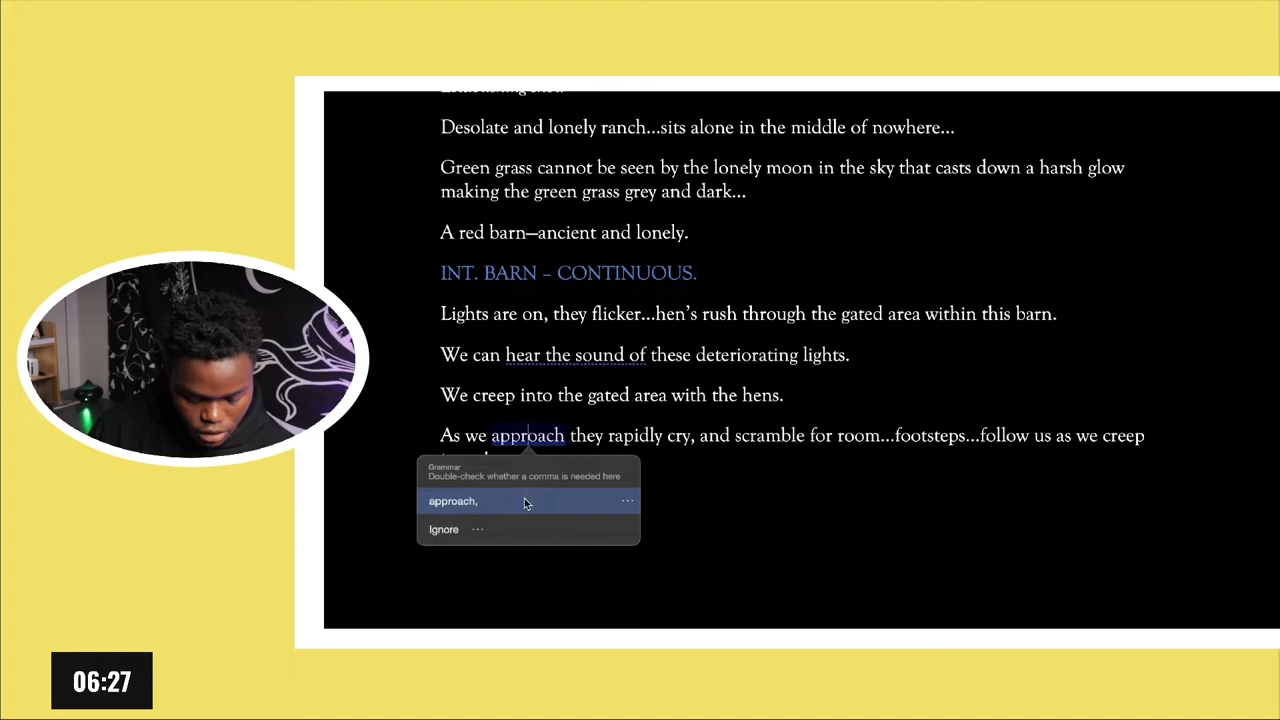 Desolate and lonely ranch...sits alone in the middle of nowhere...
Green grass cannot be seen by the lonely moon in the sky that casts down a harsh glow
making the green grass grey and dark...
A red barn—ancient and lonely.
INT. BARN – CONTINUOUS.
Lights are on, they flicker...hen's rush through the gated area within this barn.
We can hear the sound of these deteriorating lights.
We creep into the gated area with the hens.
As we approach they rapidly cry, and scramble for room...footsteps...follow us as we creep
Grammar
Double-check whether a comma is needed here
approach, ...
Ignore ...
06:27